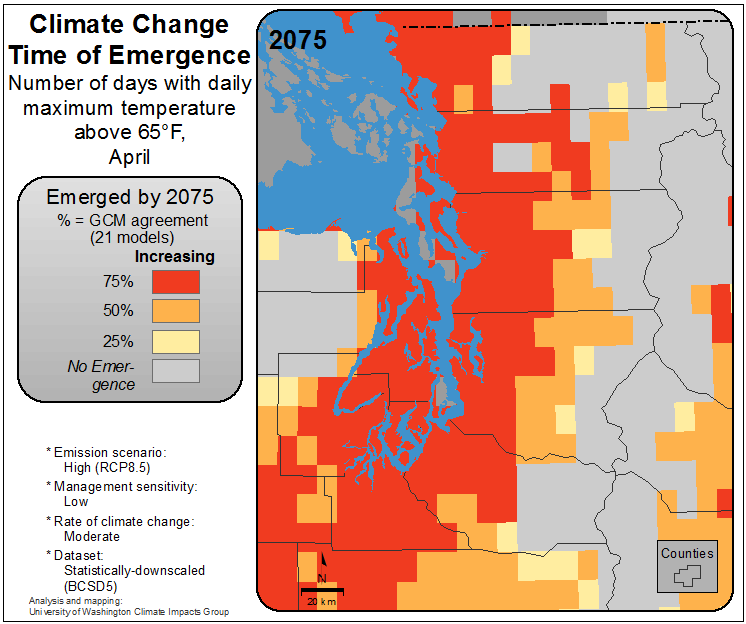 Climate Change
Time of Emergence
Number of days with daily
maximum temperature
above 65°F,
April
Emerged by 2075
% = GCM agreement
(21 models)
Increasing
75%
50%
25%
No Emer-
gence
* Emission scenario:
High (RCP8.5)
* Management sensitivity:
Low
* Rate of climate change:
Moderate
* Dataset:
Statistically-downscaled
(BCSD5)
Analysis and mapping:
University of Washington Climate Impacts Group
2075
N
20 km
Counties